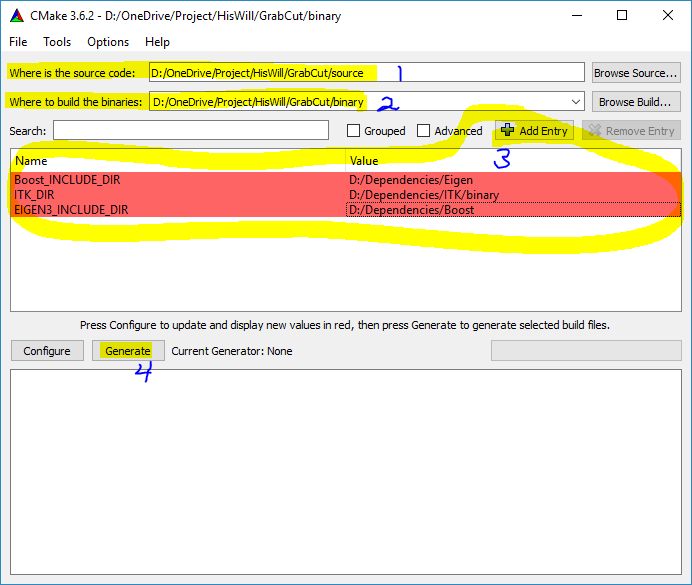 CMake 3.6.2 - D:/OneDrive/Project/HisWill/GrabCut/binary
File Tools Options Help
Where is the source code: D:/OneDrive/Project/HisWill/GrabCut/source 1 Browse Source...
Where to build the binaries: D:/OneDrive/Project/HisWill/GrabCut/binary 2 Browse Build...
Search: Grouped Advanced Add Entry Remove Entry
3
Name Value
Boost_INCLUDE_DIR D:/Dependencies/Eigen
ITK_DIR D:/Dependencies/ITK/binary
EIGEN3_INCLUDE_DIR D:/Dependencies/Boost
Press Configure to update and display new values in red, then press Generate to generate selected build files.
Configure Generate Current Generator: None
4